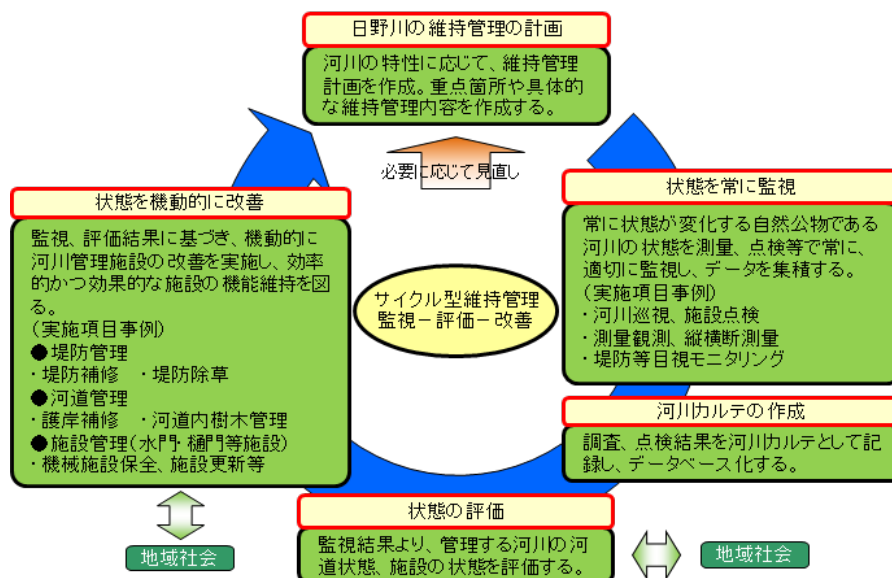 日野川の維持管理の計画
河川の特性に応じて、維持管理
計画を作成。重点箇所や具体的
な維持管理内容を作成する。
必要に応じて見直し
状態を常に監視
常に状態が変化する自然公物である
河川の状態を測量、点検等で常に、
適切に監視し、データを集積する。
(実施項目事例)
・河川巡視、施設点検
・測量観測、縦横断測量
・堤防等目視モニタリング
河川カルテの作成
調査、点検結果を河川カルテとして記
録し、データベース化する。
状態の評価
監視結果より、管理する河川の河
道状態、施設の状態を評価する。
地域社会
状態を機動的に改善
監視、評価結果に基づき、機動的に
河川管理施設の改善を実施し、効率
的かつ効果的な施設の機能維持を図
る。
(実施項目事例)
●堤防管理
・堤防補修 ・堤防除草
●河道管理
・護岸補修 ・河道内樹木管理
●施設管理(水門・樋門等施設)
・機械施設保全、施設更新等
地域社会
サイクル型維持管理
監視－評価－改善